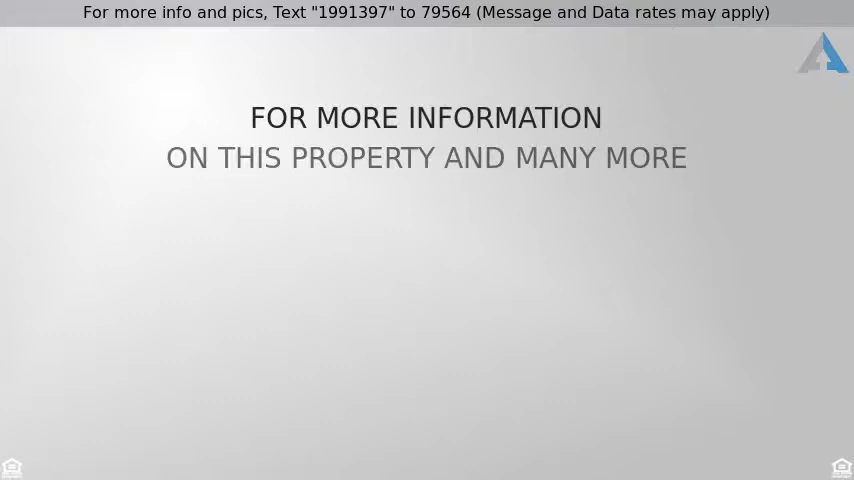 For more info and pics, Text "1991397" to 79564 (Message and Data rates may apply)
FOR MORE INFORMATION
ON THIS PROPERTY AND MANY MORE